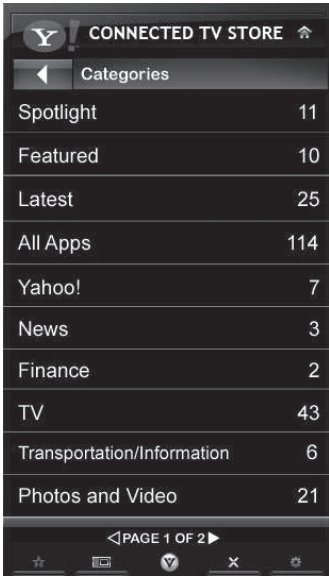 Y! CONNECTED TV STORE
Categories
Spotlight 11
Featured 10
Latest 25
All Apps 114
Yahoo! 7
News 3
Finance 2
TV 43
Transportation/Information 6
Photos and Video 21
PAGE 1 OF 2